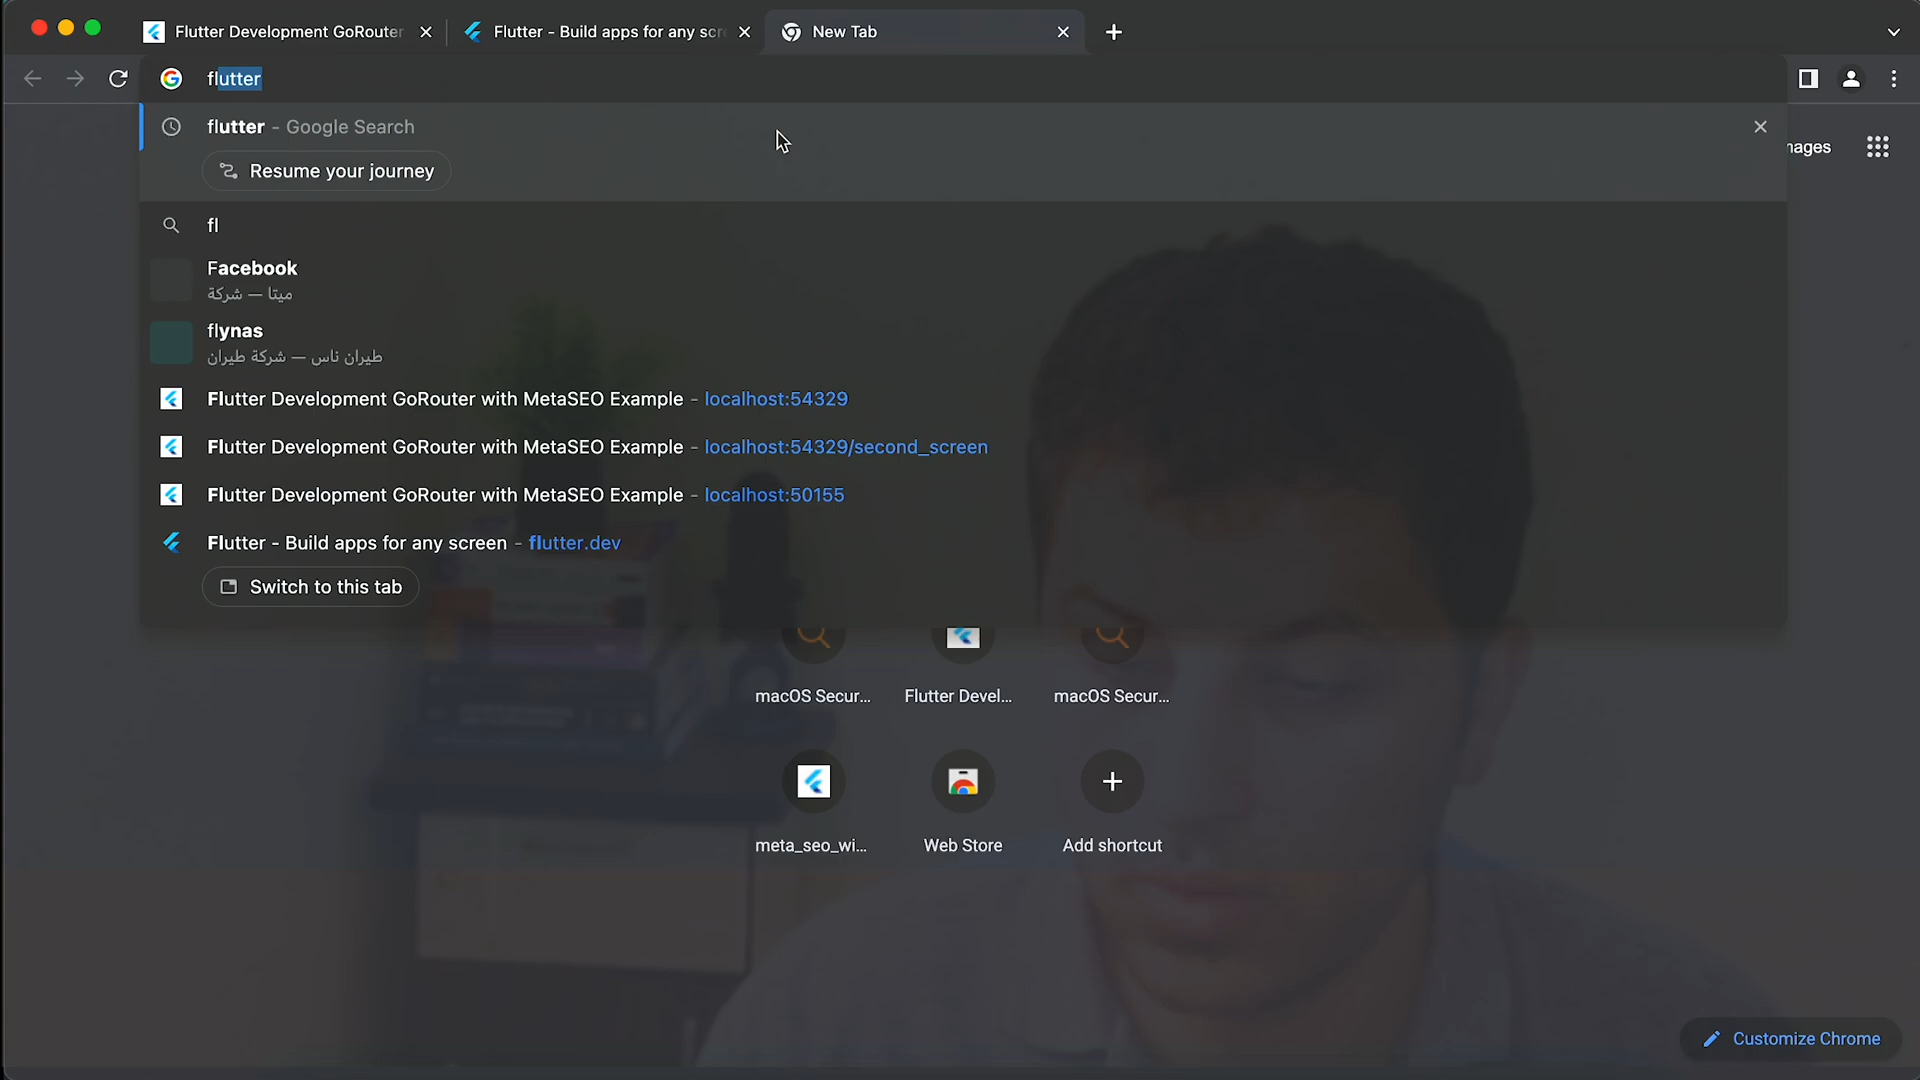 Flutter Development GoRouter
Flutter - Build apps for any scr
New Tab
flutter
flutter - Google Search
Resume your journey
ages
fl
Facebook
ميتا — شركة
flynas
طيران ناس — شركة طيران
Flutter Development GoRouter with MetaSEO Example - localhost:54329
Flutter Development GoRouter with MetaSEO Example - localhost:54329/second_screen
Flutter Development GoRouter with MetaSEO Example - localhost:50155
Flutter - Build apps for any screen - flutter.dev
Switch to this tab
macOS Secur... Flutter Devel... macOS Secur...
meta_seo_wi... Web Store Add shortcut
Customize Chrome